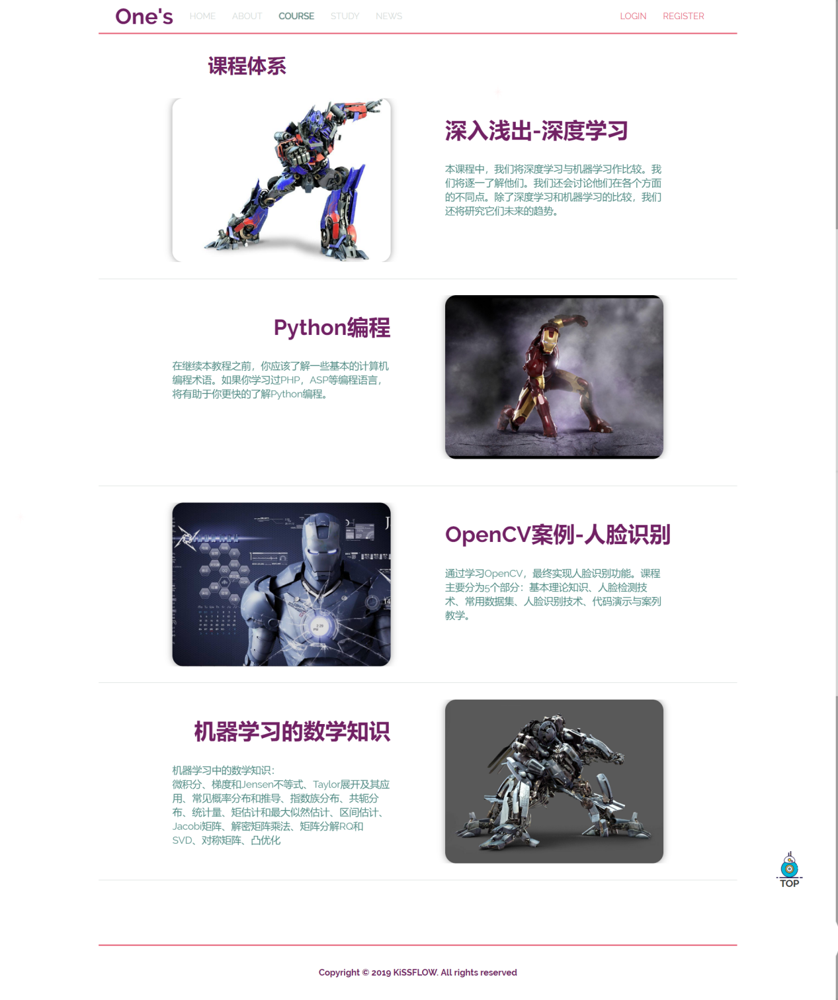 One's HOME ABOUT COURSE STUDY NEWS LOGIN REGISTER
课程体系
深入浅出-深度学习
本课程中，我们将深度学习与机器学习作比较。我
们将逐一了解他们。我们还会讨论他们在各个方面
的不同点。除了深度学习和机器学习的比较，我们
还将研究它们未来的趋势。
Python编程
在继续本教程之前，你应该了解一些基本的计算机
编程术语。如果你学习过PHP，ASP等编程语言，
将有助于你更快的了解Python编程。
OpenCV案例-人脸识别
通过学习OpenCV，最终实现人脸识别功能。课程
主要分为5个部分：基本理论知识、人脸检测技
术、常用数据集、人脸识别技术、代码演示与案列
教学。
机器学习的数学知识
机器学习中的数学知识：
微积分、梯度和Jensen不等式、Taylor展开及其应
用、常见概率分布和推导、指数族分布、共轭分
布、统计量、矩估计和最大似然估计、区间估计、
Jacobi矩阵、解密矩阵乘法、矩阵分解RQ和
SVD、对称矩阵、凸优化
TOP
Copyright © 2019 KiSSFLOW. All rights reserved